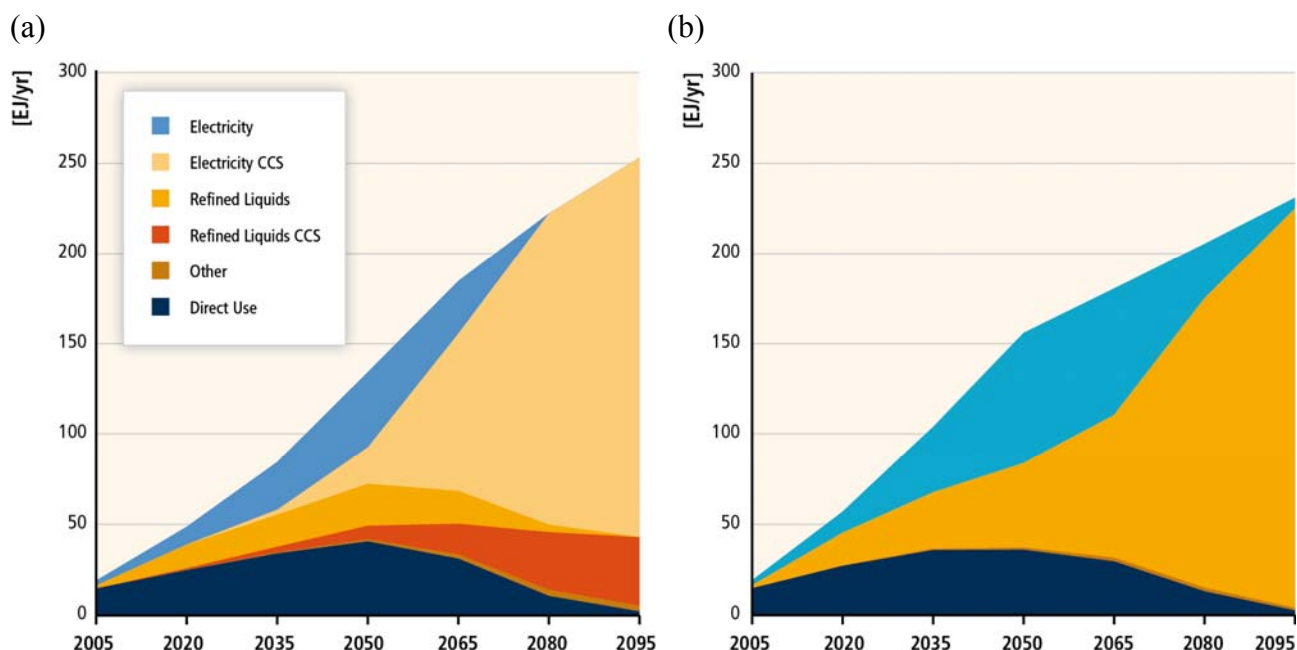 (a)
(b)
[EJ/yr]
300
250
200
150
100
50
0
Electricity
Electricity CCS
Refined Liquids
Refined Liquids CCS
Other
Direct Use
2005 2020 2035 2050 2065 2080 2095
[EJ/yr]
300
250
200
150
100
50
0
2005 2020 2035 2050 2065 2080 2095